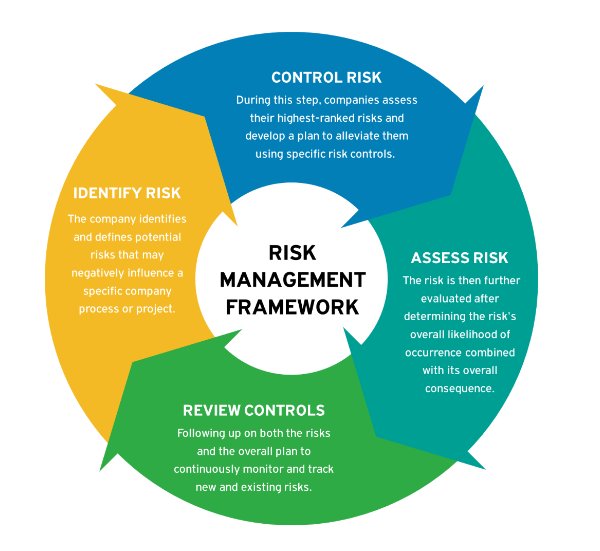 CONTROL RISK
During this step, companies assess
their highest-ranked risks and
develop a plan to alleviate them
using specific risk controls.
IDENTIFY RISK
The company identifies
and defines potential
risks that may
negatively influence a
specific company
process or project.
RISK
MANAGEMENT
FRAMEWORK
ASSESS RISK
The risk is then further
evaluated after
determining the risk's
overall likelihood of
occurrence combined
with its overall
consequence.
REVIEW CONTROLS
Following up on both the risks
and the overall plan to
continuously monitor and track
new and existing risks.